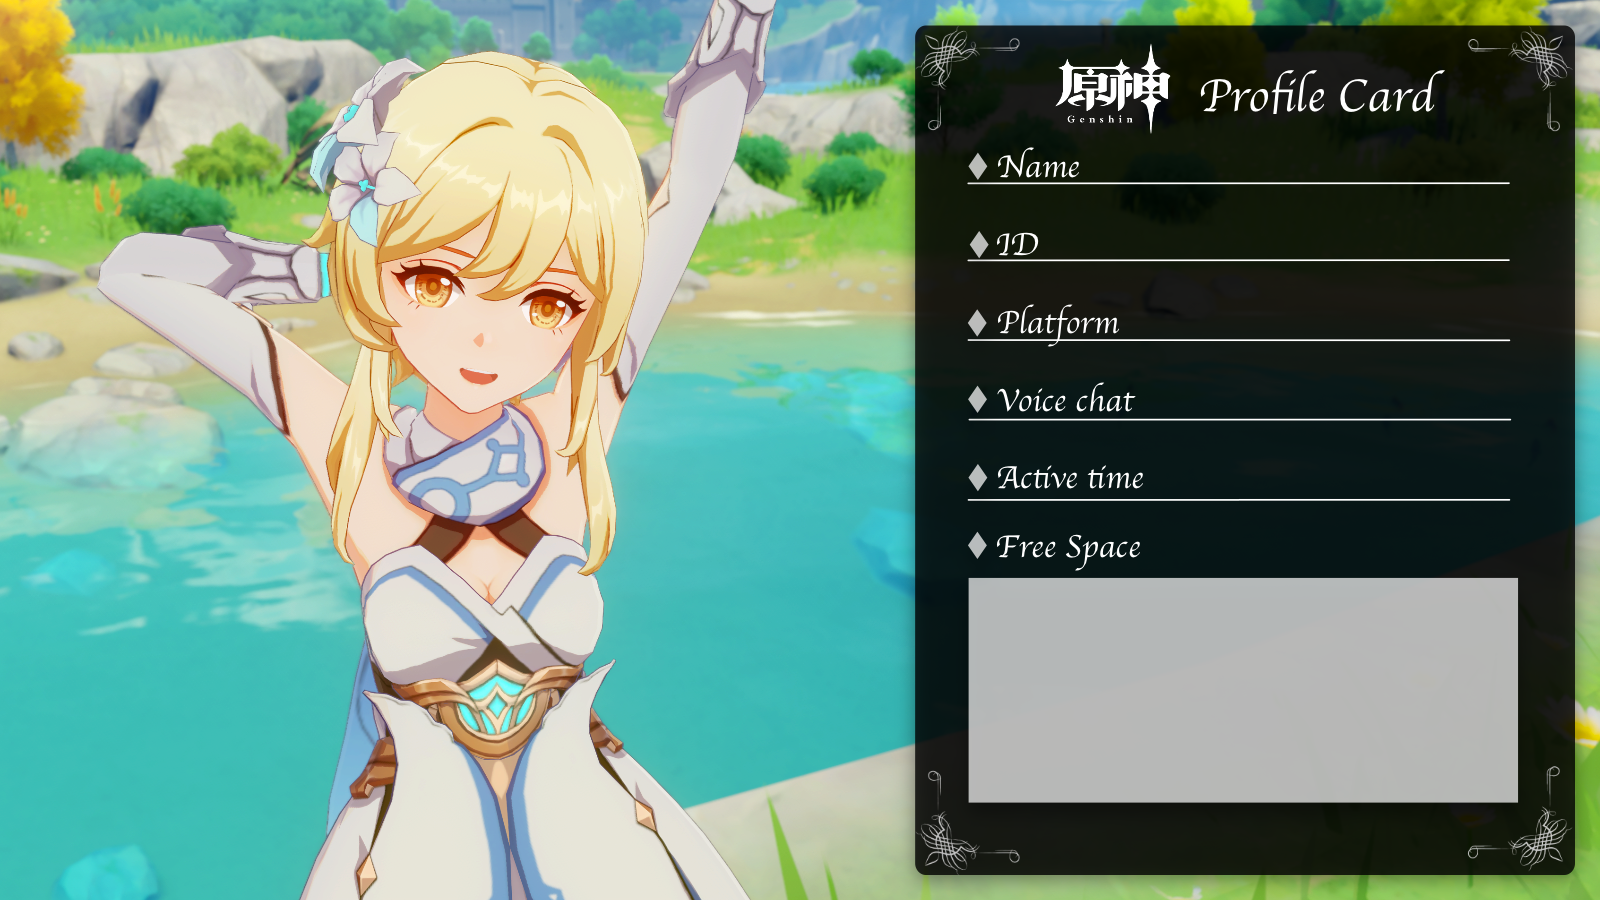 原神
Genshin
Profile Card
Name
ID
Platform
Voice chat
Active time
Free Space